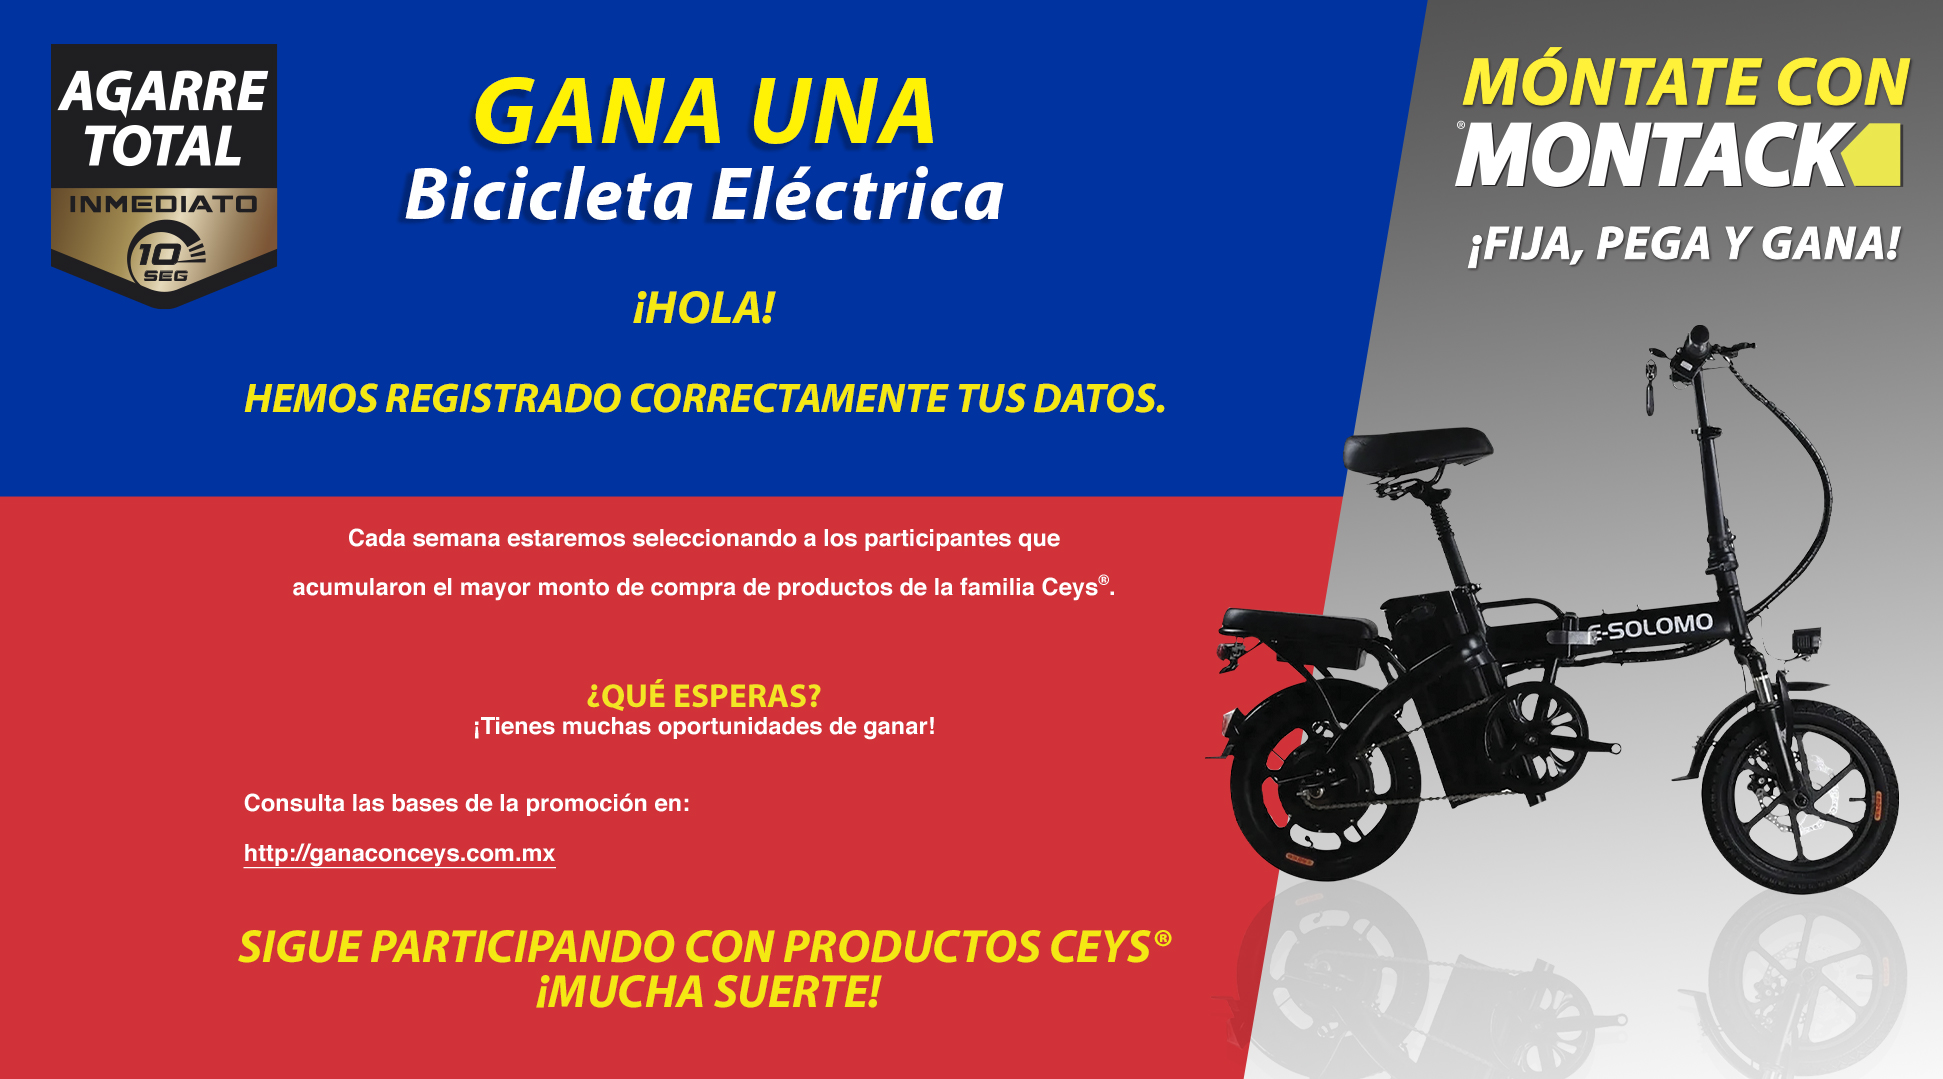 AGARRE
TOTAL
INMEDIATO
10
SEG
GANA UNA
Bicicleta Eléctrica
¡HOLA!
HEMOS REGISTRADO CORRECTAMENTE TUS DATOS.
Cada semana estaremos seleccionando a los participantes que
acumularon el mayor monto de compra de productos de la familia Ceys®.
¿QUÉ ESPERAS?
¡Tienes muchas oportunidades de ganar!
Consulta las bases de la promoción en:
http://ganaconceys.com.mx
SIGUE PARTICIPANDO CON PRODUCTOS CEYS®
¡MUCHA SUERTE!
MÓNTATE CON
®MONTACK
¡FIJA, PEGA Y GANA!
E-SOLOMO